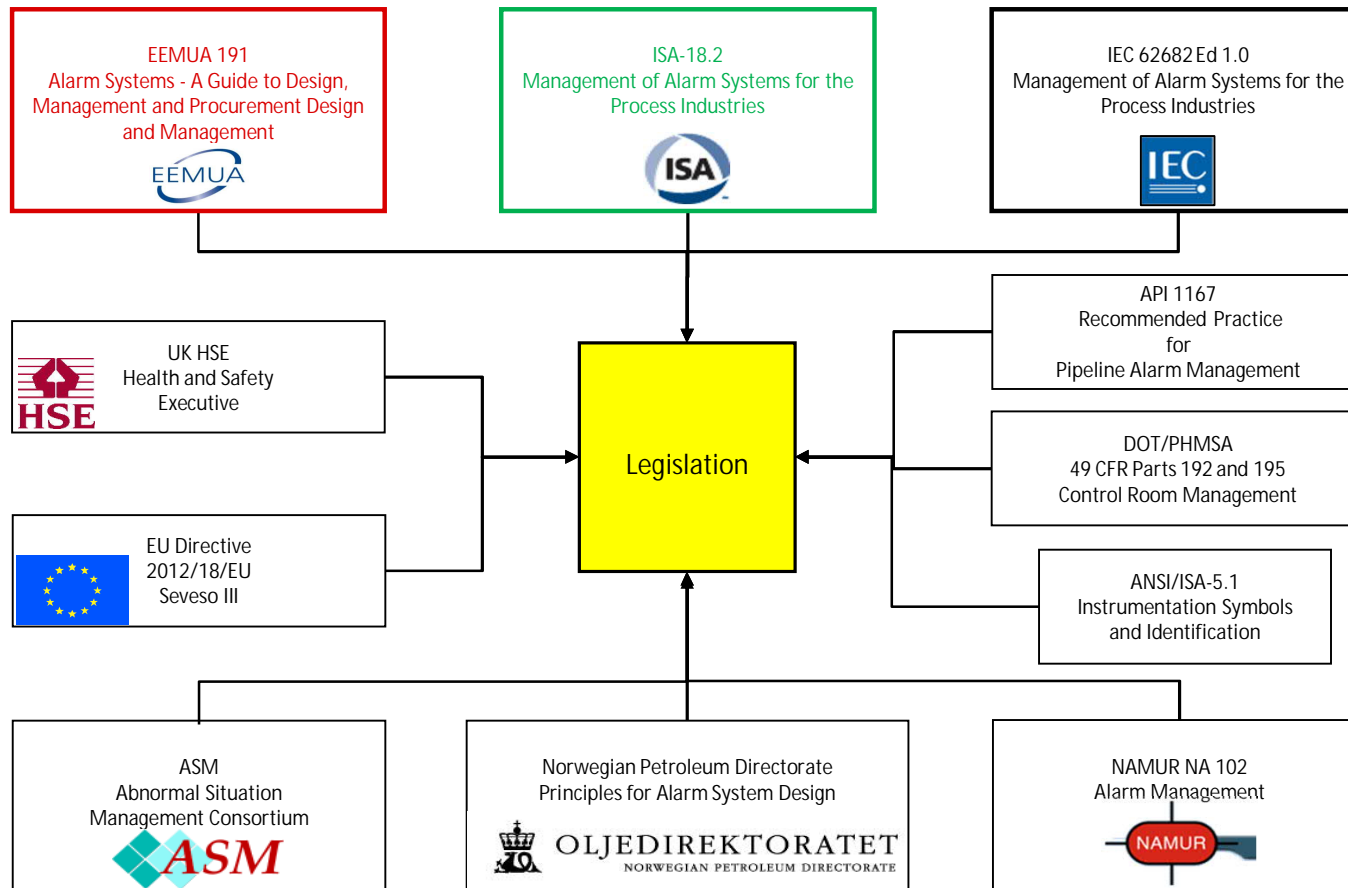 EEMUA 191
Alarm Systems - A Guide to Design,
Management and Procurement Design
and Management
EEMUA
ISA-18.2
Management of Alarm Systems for the
Process Industries
ISA
IEC 62682 Ed 1.0
Management of Alarm Systems for the
Process Industries
IEC
UK HSE
Health and Safety
Executive
HSE
EU Directive
2012/18/EU
Seveso III
Legislation
API 1167
Recommended Practice
for
Pipeline Alarm Management
DOT/PHMSA
49 CFR Parts 192 and 195
Control Room Management
ANSI/ISA-5.1
Instrumentation Symbols
and Identification
ASM
Abnormal Situation
Management Consortium
ASM
Norwegian Petroleum Directorate
Principles for Alarm System Design
OLJEDIREKTORATET
NORWEGIAN PETROLEUM DIRECTORATE
NAMUR NA 102
Alarm Management
NAMUR